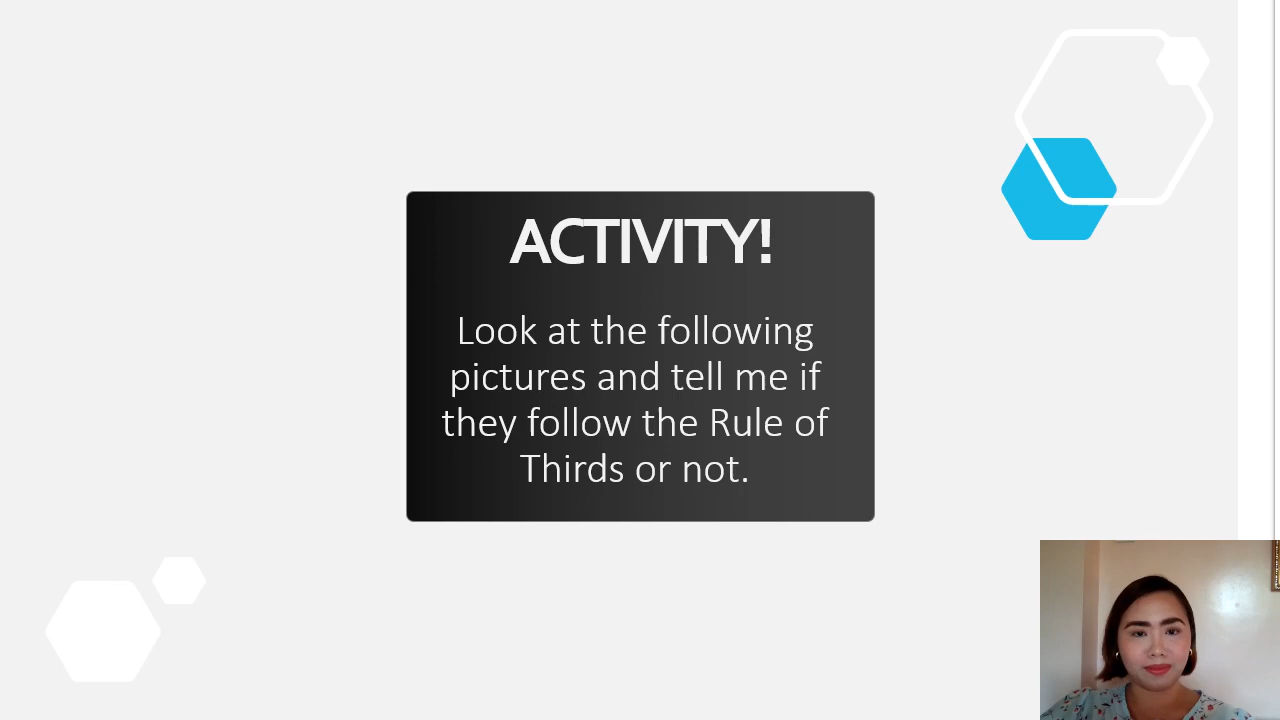 ACTIVITY!
Look at the following
pictures and tell me if
they follow the Rule of
Thirds or not.